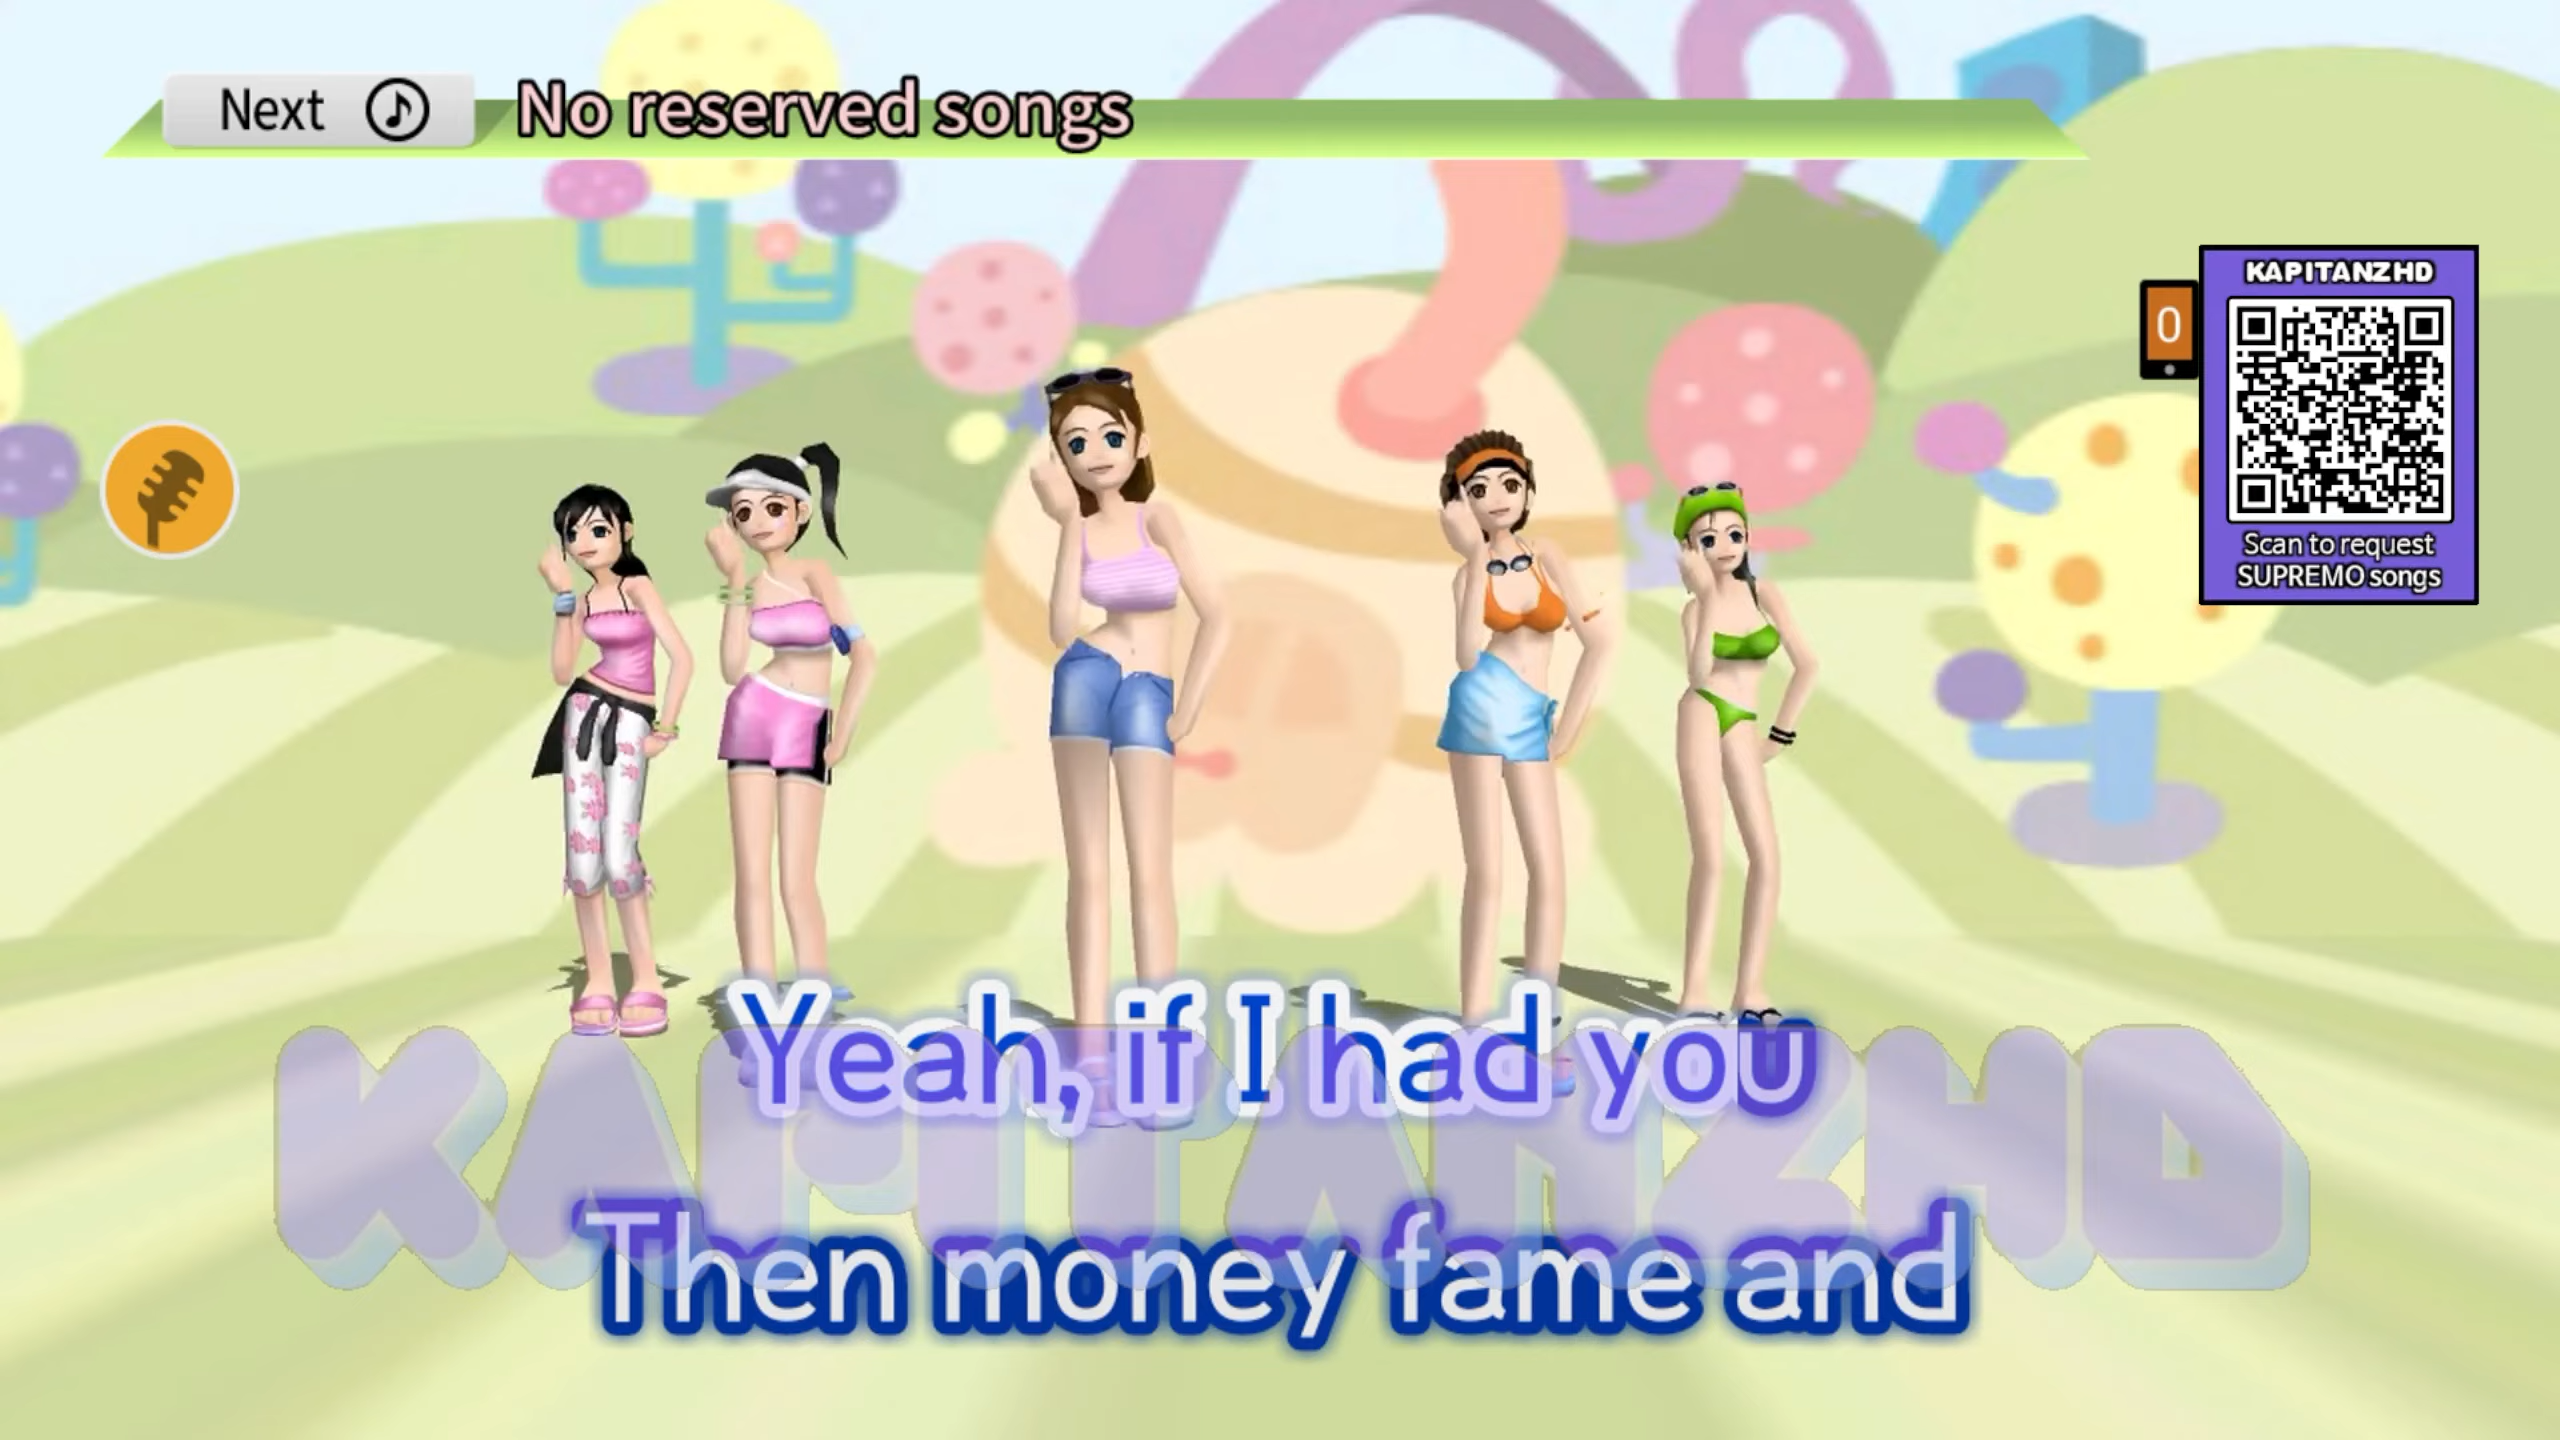 Next
No reserved songs
KAPITANZHD
0
Scan to request
SUPREMO songs
Yeah, if I had you
KAPITANZHD
Then money fame and